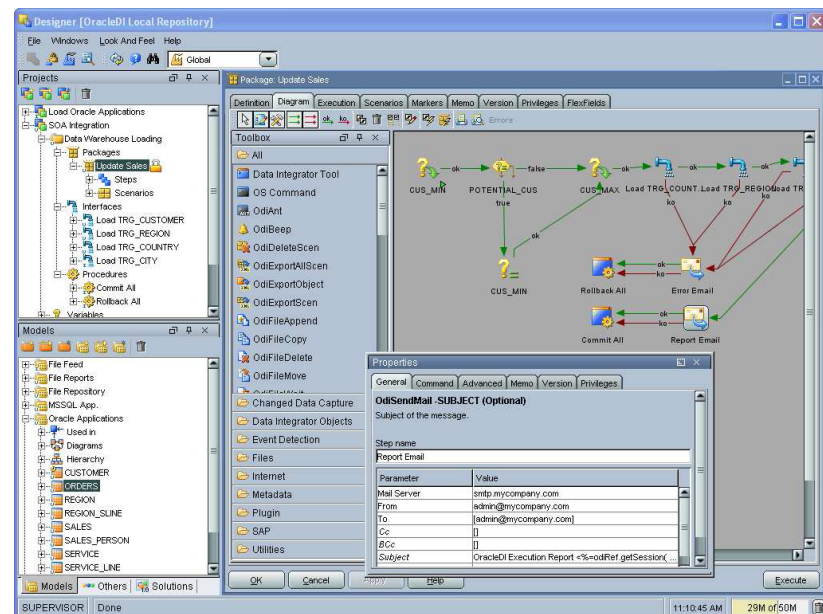 Designer [OracleDI Local Repository]
File Windows Look And Feel Help
Global
Projects
Load Oracle Applications
SOA Integration
Data Warehouse Loading
Packages
Update Sales
Steps
Scenarios
Interfaces
Load TRG_CUSTOMER
Load TRG_REGION
Load TRG_COUNTRY
Load TRG_CITY
Procedures
Commit All
Rollback All
Variables
Models
File Feed
File Reports
File Repository
MSSQL App.
Oracle Applications
Used in
Diagrams
Hierarchy
CUSTOMER
ORDERS
REGION
REGION_SLINE
SALES
SALES_PERSON
SERVICE
SERVICE_LINE
Models Others Solutions
Package: Update Sales
Definition Diagram Execution Scenarios Markers Memo Version Privileges FlexFields
ok ko Errors
Toolbox
All
Data Integrator Tool
OS Command
OdiAnt
OdiBeep
OdiDeleteScen
OdiExportAllScen
OdiExportObject
OdiExportScen
OdiFileAppend
OdiFileCopy
OdiFileDelete
OdiFileMove
Changed Data Capture
Data Integrator Objects
Event Detection
Files
Internet
Metadata
Plugin
SAP
Utilities
ok false ok ok ok
CUS_MIN POTENTIAL_CUS CUS_MAX Load TRG_COUNT. Load TRG_REGIO Load TR
true ko ko
ok
CUS_MIN
ok
ko
Rollback All Error Email
ok
ko
Commit All Report Email
Properties
General Command Advanced Memo Version Privileges
OdiSendMail -SUBJECT (Optional)
Subject of the message.
Step name
Report Email
Parameter Value
Mail Server smtp.mycompany.com
From admin@mycompany.com
To [admin@mycompany.com]
Cc []
BCc []
Subject OracleDI Execution Report <%=odiRef.getSession( ...
OK Cancel Apply Help Execute
SUPERVISOR Done 11:10:45 AM 29M of 50M